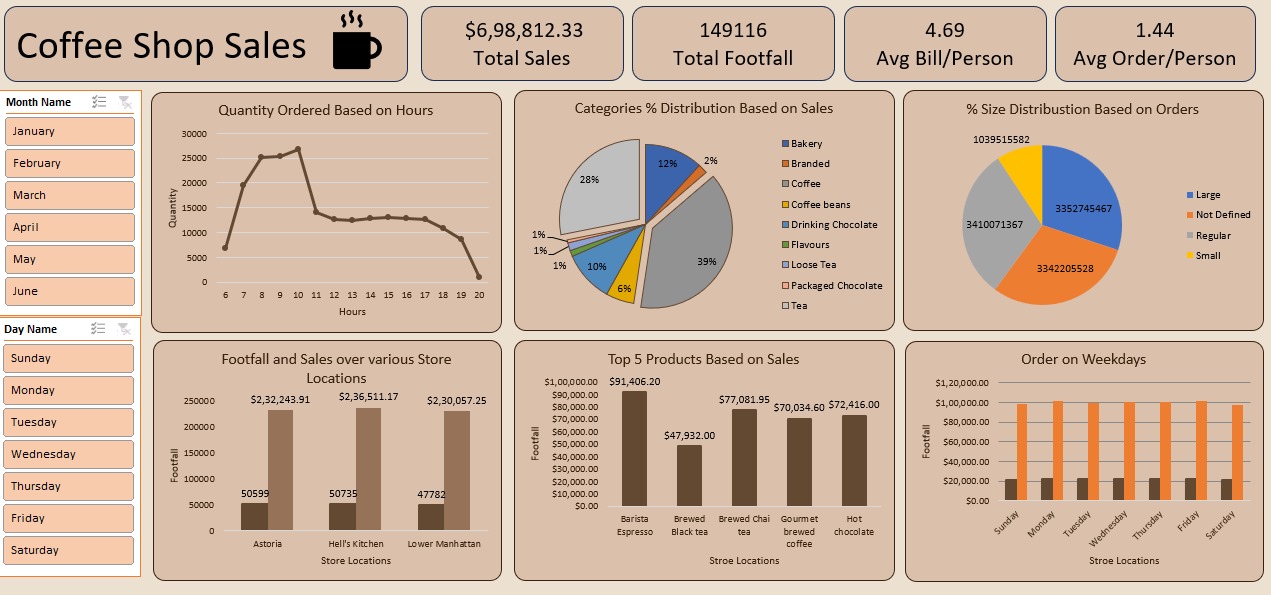 Coffee Shop Sales
$6,98,812.33
Total Sales
149116
Total Footfall
4.69
Avg Bill/Person
1.44
Avg Order/Person
Month Name
January
February
March
April
May
June
Day Name
Sunday
Monday
Tuesday
Wednesday
Thursday
Friday
Saturday
Quantity Ordered Based on Hours
30000
25000
20000
15000
10000
5000
0
Quantity
6 7 8 9 10 11 12 13 14 15 16 17 18 19 20
Hours
Categories % Distribution Based on Sales
12%
2%
39%
6%
10%
1%
1%
1%
28%
Bakery
Branded
Coffee
Coffee beans
Drinking Chocolate
Flavours
Loose Tea
Packaged Chocolate
Tea
% Size Distribustion Based on Orders
1039515582
3352745467
3410071367
3342205528
Large
Not Defined
Regular
Small
Footfall and Sales over various Store
Locations
250000
200000
150000
100000
50000
0
Footfall
$2,32,243.91
$2,36,511.17
$2,30,057.25
50599
50735
47782
Astoria
Hell's Kitchen
Lower Manhattan
Store Locations
Top 5 Products Based on Sales
$1,00,000.00
$90,000.00
$80,000.00
$70,000.00
$60,000.00
$50,000.00
$40,000.00
$30,000.00
$20,000.00
$10,000.00
$0.00
Footfall
$91,406.20
$47,932.00
$77,081.95
$70,034.60
$72,416.00
Barista
Espresso
Brewed
Black tea
Brewed Chai
tea
Gourmet
brewed
coffee
Hot
chocolate
Stroe Locations
Order on Weekdays
$1,20,000.00
$1,00,000.00
$80,000.00
$60,000.00
$40,000.00
$20,000.00
$0.00
Footfall
Sunday
Monday
Tuesday
Wednesday
Thursday
Friday
Saturday
Stroe Locations